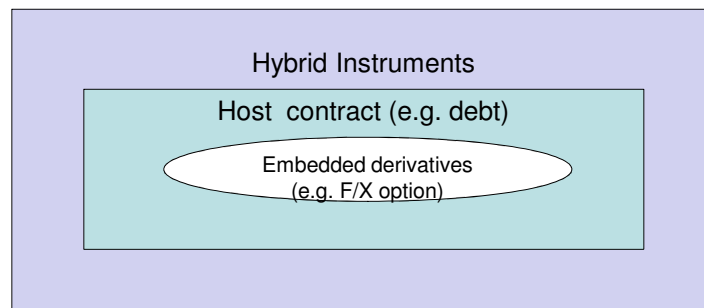 Hybrid Instruments
Host  contract (e.g. debt)
Embedded derivatives
(e.g. F/X option)